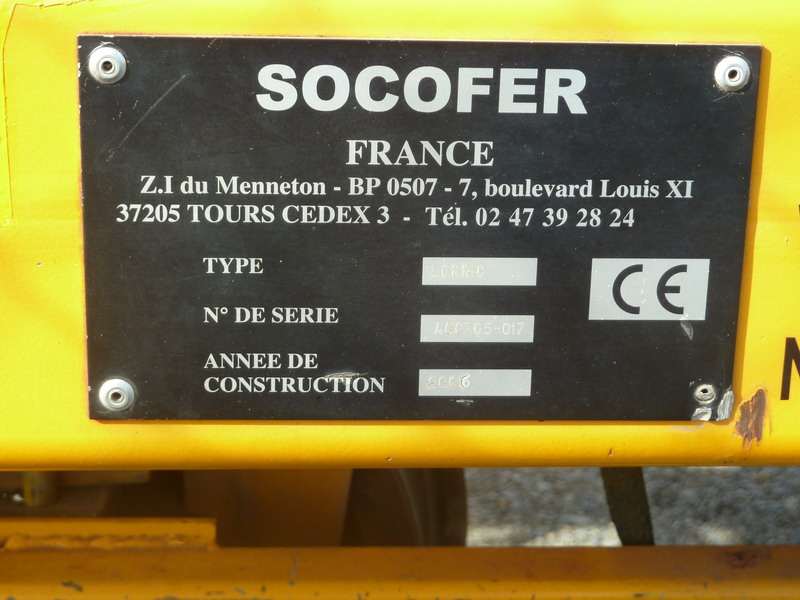 SOCOFER
FRANCE
Z.I du Menneton - BP 0507 - 7, boulevard Louis XI
37205 TOURS CEDEX 3 - Tél. 02 47 39 28 24
TYPE
CE
N° DE SERIE
ANNEE DE
CONSTRUCTION